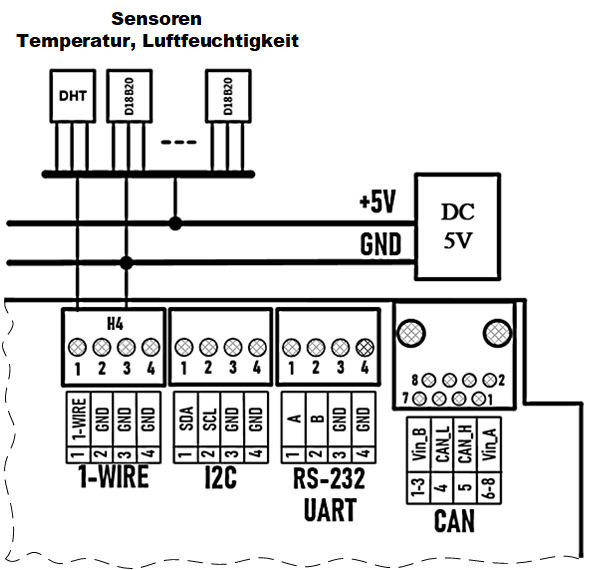 Sensoren
Temperatur, Luftfeuchtigkeit
DHT
D18B20
D18B20
+5V
GND
DC
5V
H4
1 2 3 4
1 2 3 4
1 2 3 4
8 2
7 1
1-WIRE GND GND GND
1 2 3 4
1-WIRE
SDA SCL GND GND
1 2 3 4
I2C
A B GND GND
1 2 3 4
RS-232
UART
Vin_B CAN_L CAN_H Vin_A
1-3 4 5 6-8
CAN